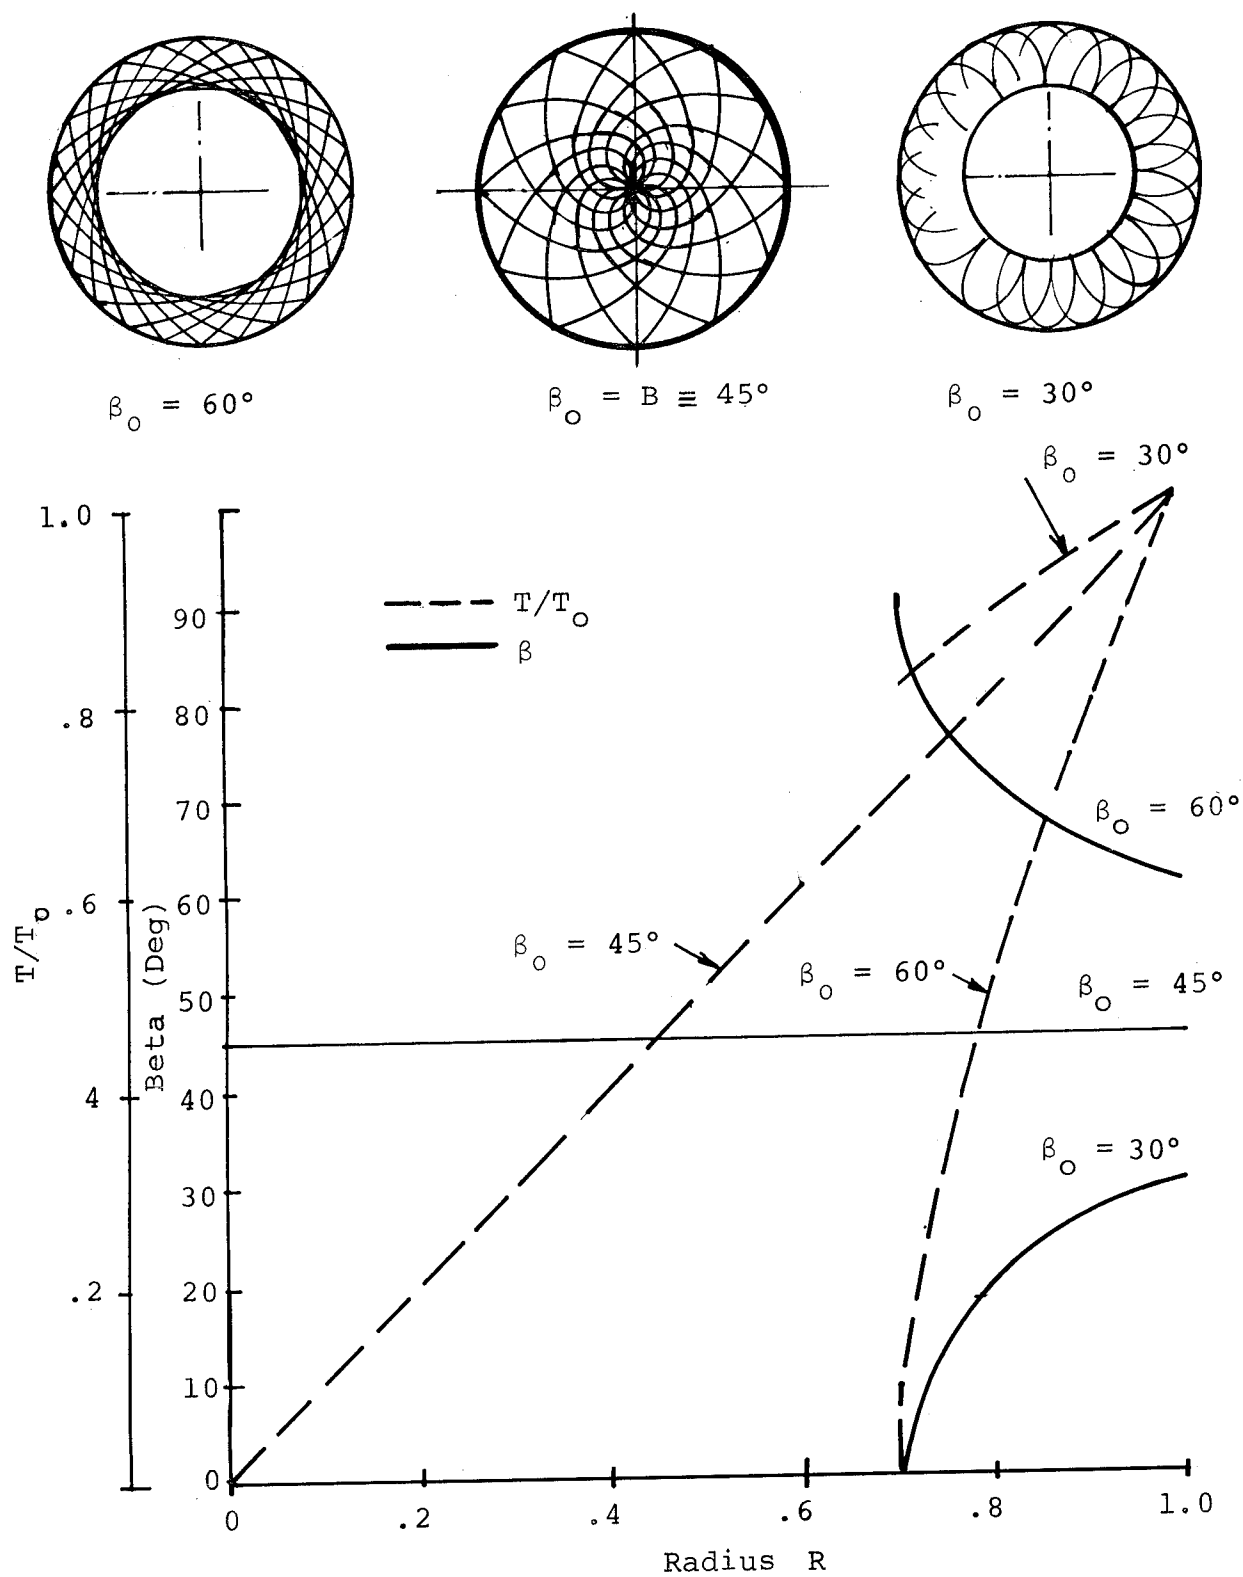 β₀ = 60°
β₀ = B ≡ 45°
β₀ = 30°
β₀ = 30°
1.0
90
T/T₀
β
.8
80
70
β₀ = 60°
.6
60
T/T₀
Beta (Deg)
β₀ = 45°
β₀ = 60°
β₀ = 45°
50
4
40
β₀ = 30°
30
.2
20
10
0
0
.2
.4
.6
.8
1.0
Radius R